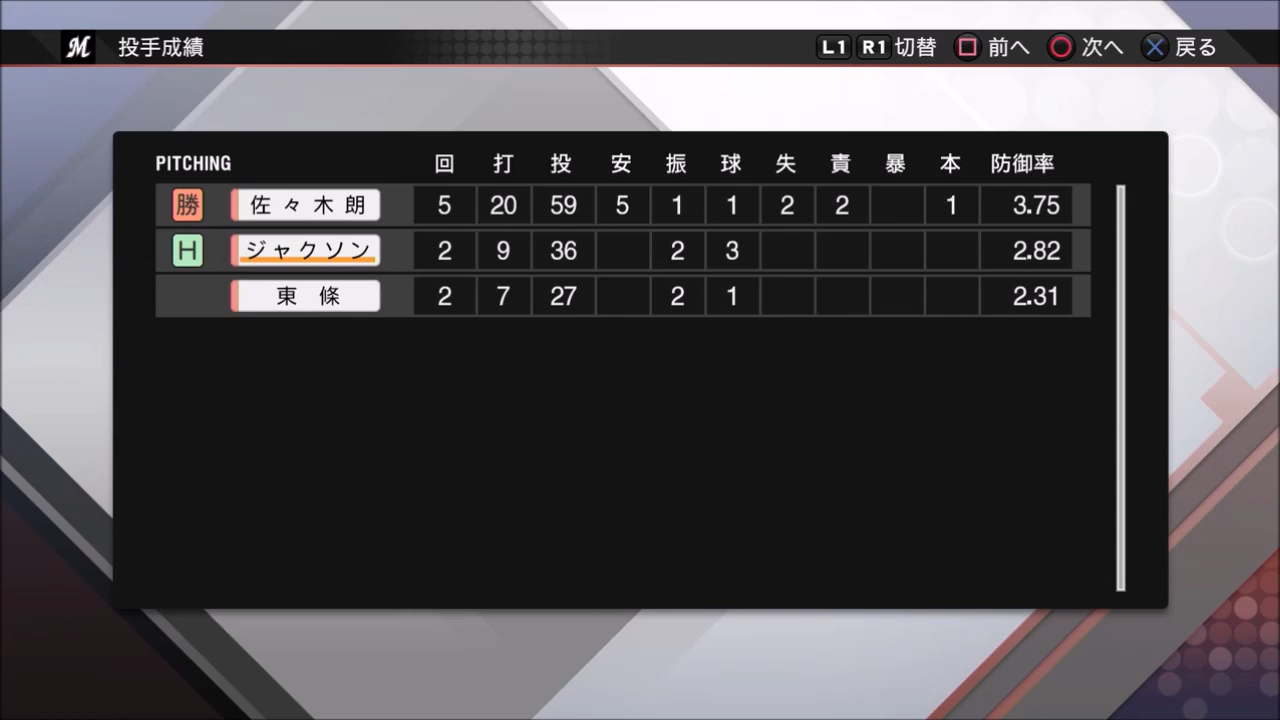 M 投手成績 L1 R1 切替 前へ 次へ 戻る
PITCHING 回 打 投 安 振 球 失 責 暴 本 防御率
勝 佐々木朗 5 20 59 5 1 1 2 2 1 3.75
H ジャクソン 2 9 36 2 3 2.82
東條 2 7 27 2 1 2.31